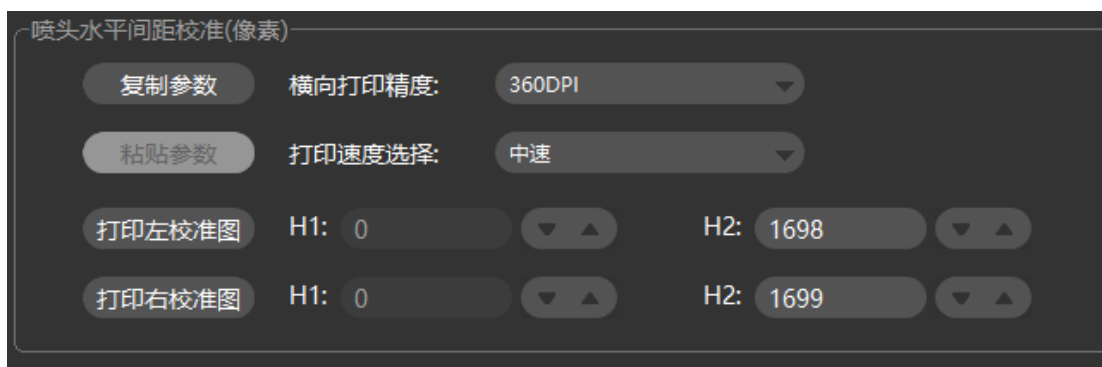 喷头水平间距校准(像素)
复制参数 横向打印精度: 360DPI
粘贴参数 打印速度选择: 中速
打印左校准图 H1: 0 H2: 1698
打印右校准图 H1: 0 H2: 1699